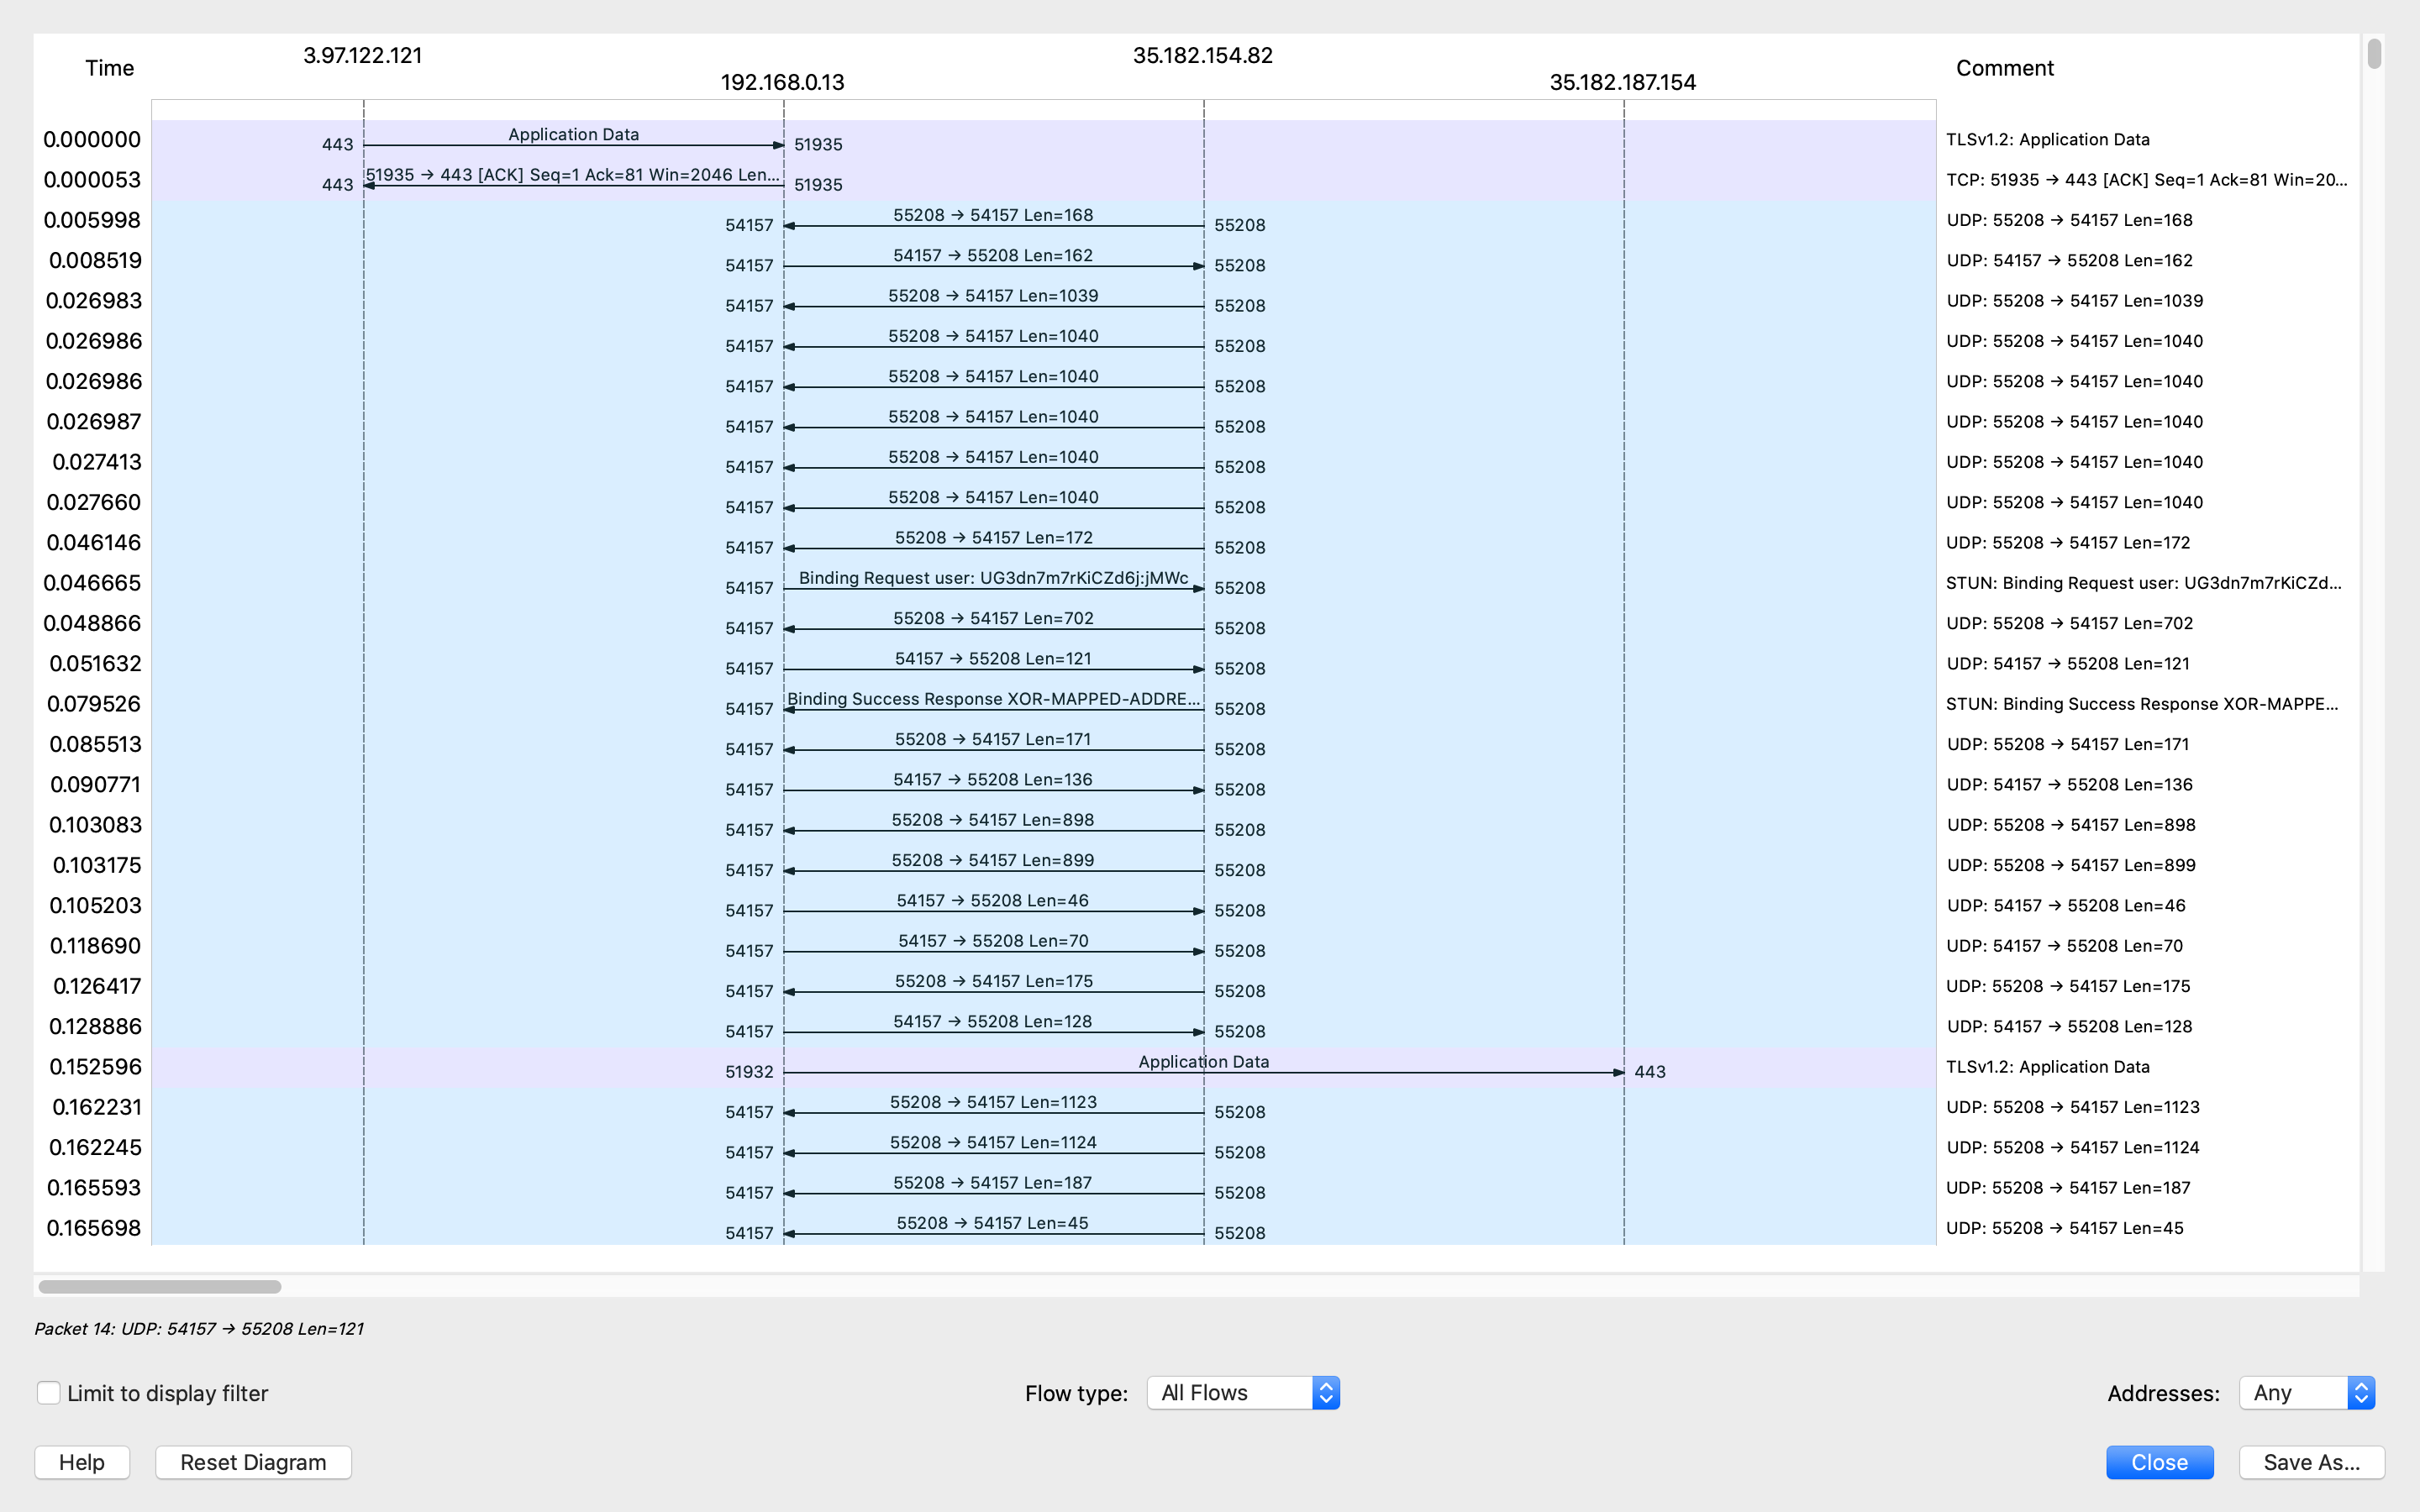 3.97.122.121 35.182.154.82
Time 192.168.0.13 35.182.187.154 Comment
0.000000 443 Application Data 51935 TLSv1.2: Application Data
0.000053 443 51935 → 443 [ACK] Seq=1 Ack=81 Win=2046 Len... 51935 TCP: 51935 → 443 [ACK] Seq=1 Ack=81 Win=20...
0.005998 54157 55208 → 54157 Len=168 55208 UDP: 55208 → 54157 Len=168
0.008519 54157 54157 → 55208 Len=162 55208 UDP: 54157 → 55208 Len=162
0.026983 54157 55208 → 54157 Len=1039 55208 UDP: 55208 → 54157 Len=1039
0.026986 54157 55208 → 54157 Len=1040 55208 UDP: 55208 → 54157 Len=1040
0.026986 54157 55208 → 54157 Len=1040 55208 UDP: 55208 → 54157 Len=1040
0.026987 54157 55208 → 54157 Len=1040 55208 UDP: 55208 → 54157 Len=1040
0.027413 54157 55208 → 54157 Len=1040 55208 UDP: 55208 → 54157 Len=1040
0.027660 54157 55208 → 54157 Len=1040 55208 UDP: 55208 → 54157 Len=1040
0.046146 54157 55208 → 54157 Len=172 55208 UDP: 55208 → 54157 Len=172
0.046665 54157 Binding Request user: UG3dn7m7rKiCZd6j:jMWc 55208 STUN: Binding Request user: UG3dn7m7rKiCZd...
0.048866 54157 55208 → 54157 Len=702 55208 UDP: 55208 → 54157 Len=702
0.051632 54157 54157 → 55208 Len=121 55208 UDP: 54157 → 55208 Len=121
0.079526 54157 Binding Success Response XOR-MAPPED-ADDRE... 55208 STUN: Binding Success Response XOR-MAPPE...
0.085513 54157 55208 → 54157 Len=171 55208 UDP: 55208 → 54157 Len=171
0.090771 54157 54157 → 55208 Len=136 55208 UDP: 54157 → 55208 Len=136
0.103083 54157 55208 → 54157 Len=898 55208 UDP: 55208 → 54157 Len=898
0.103175 54157 55208 → 54157 Len=899 55208 UDP: 55208 → 54157 Len=899
0.105203 54157 54157 → 55208 Len=46 55208 UDP: 54157 → 55208 Len=46
0.118690 54157 54157 → 55208 Len=70 55208 UDP: 54157 → 55208 Len=70
0.126417 54157 55208 → 54157 Len=175 55208 UDP: 55208 → 54157 Len=175
0.128886 54157 54157 → 55208 Len=128 55208 UDP: 54157 → 55208 Len=128
0.152596 51932 Application Data 443 TLSv1.2: Application Data
0.162231 54157 55208 → 54157 Len=1123 55208 UDP: 55208 → 54157 Len=1123
0.162245 54157 55208 → 54157 Len=1124 55208 UDP: 55208 → 54157 Len=1124
0.165593 54157 55208 → 54157 Len=187 55208 UDP: 55208 → 54157 Len=187
0.165698 54157 55208 → 54157 Len=45 55208 UDP: 55208 → 54157 Len=45
Packet 14: UDP: 54157 → 55208 Len=121
Limit to display filter Flow type: All Flows Addresses: Any
Help Reset Diagram Close Save As...